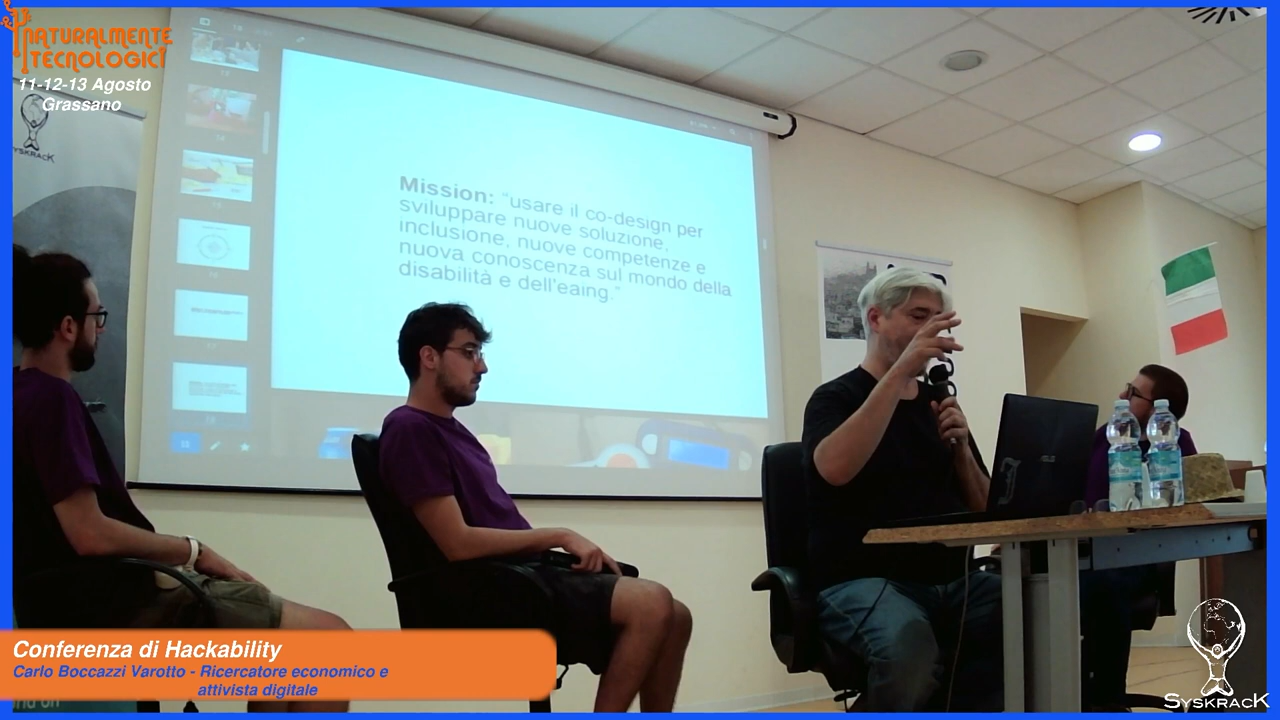 NATURALMENTE
TECNOLOGICI
11-12-13 Agosto
Grassano
SYSKRACK
Mission: "usare il co-design per
sviluppare nuove soluzione,
inclusione, nuove competenze e
nuova conoscenza sul mondo della
disabilità e dell'eaing."
ASUS
Conferenza di Hackability
Carlo Boccazzi Varotto - Ricercatore economico e
attivista digitale
SYSKRACK